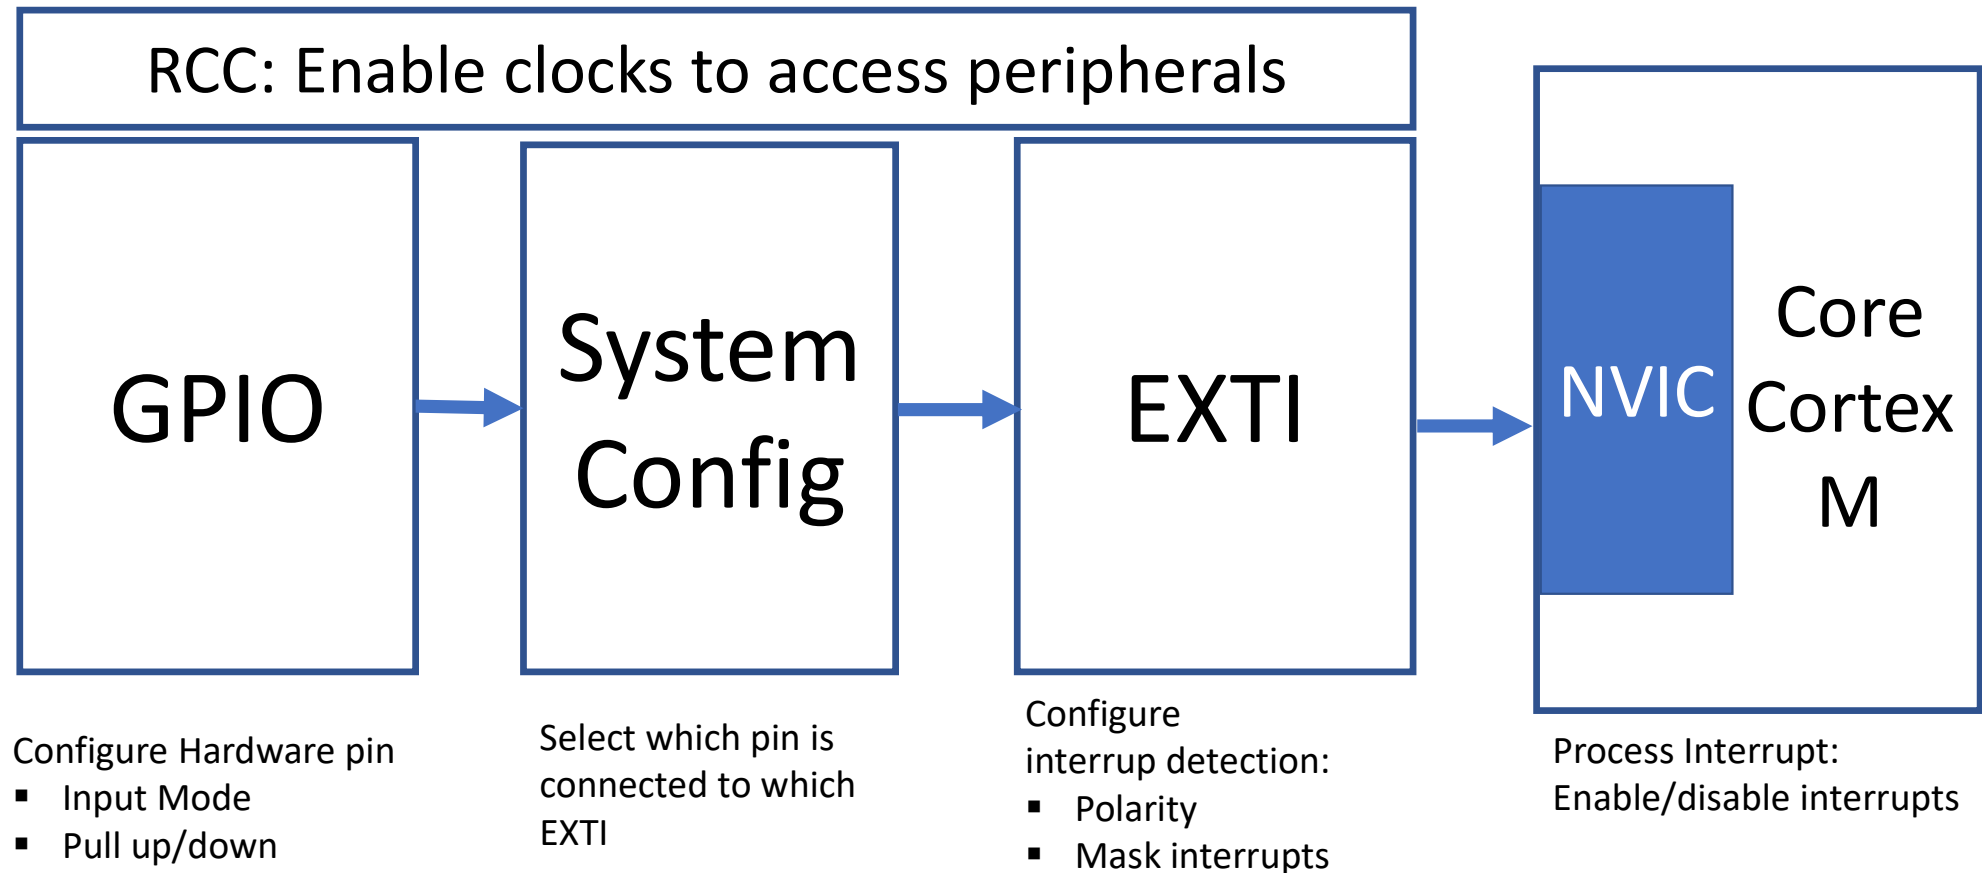 RCC: Enable clocks to access peripherals
GPIO
System
Config
EXTI
NVIC
Core
Cortex
M
Configure Hardware pin
▪ Input Mode
▪ Pull up/down
Select which pin is
connected to which
EXTI
Configure
interrup detection:
▪ Polarity
▪ Mask interrupts
Process Interrupt:
Enable/disable interrupts